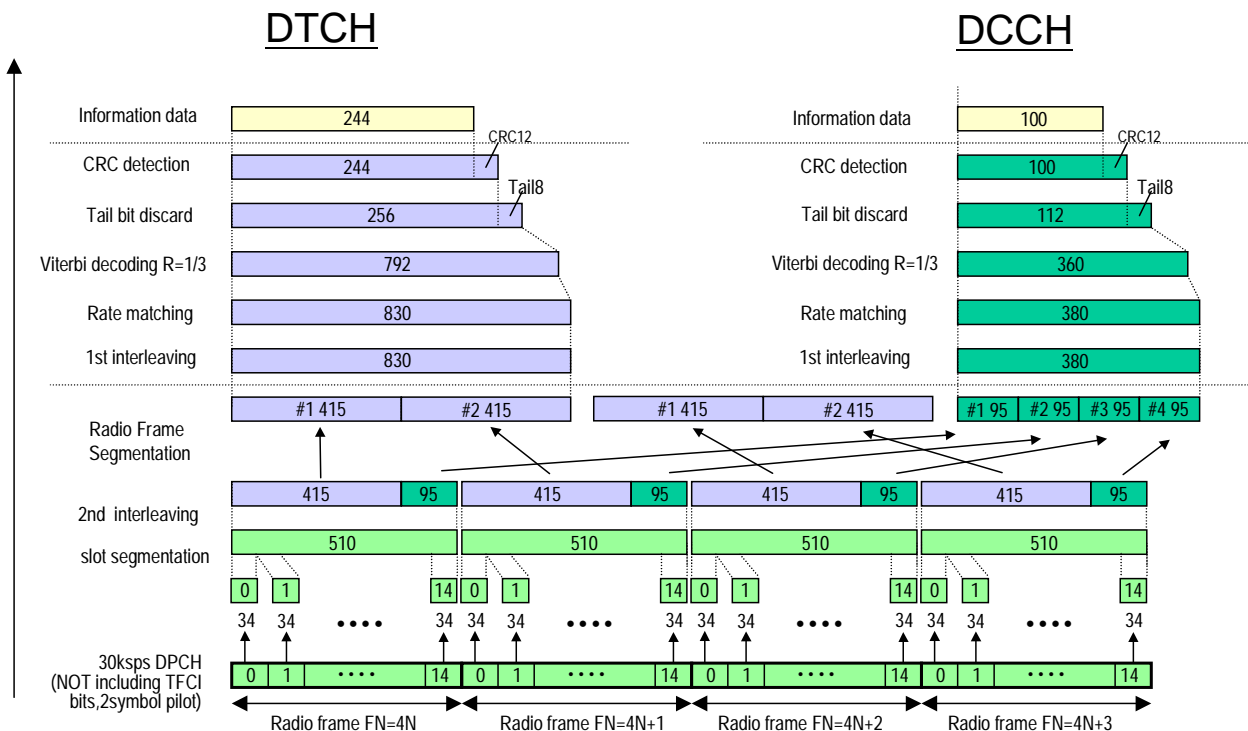 DTCH DCCH
Information data 244 Information data 100
CRC12 CRC12
CRC detection 244 CRC detection 100
Tail8 Tail8
Tail bit discard 256 Tail bit discard 112
Viterbi decoding R=1/3 792 Viterbi decoding R=1/3 360
Rate matching 830 Rate matching 380
1st interleaving 830 1st interleaving 380
#1 415 #2 415 #1 415 #2 415 #1 95 #2 95 #3 95 #4 95
Radio Frame
Segmentation
415 95 415 95 415 95 415 95
2nd interleaving
510 510 510 510
slot segmentation
0 1 14 0 1 14 0 1 14 0 1 14
34 34 •••• 34 34 34 •••• 34 34 34 •••• 34 34 34 •••• 34
30ksps DPCH
(NOT including TFCI
bits,2symbol pilot)
0 1 •••• 14 0 1 •••• 14 0 1 •••• 14 0 1 •••• 14
Radio frame FN=4N Radio frame FN=4N+1 Radio frame FN=4N+2 Radio frame FN=4N+3